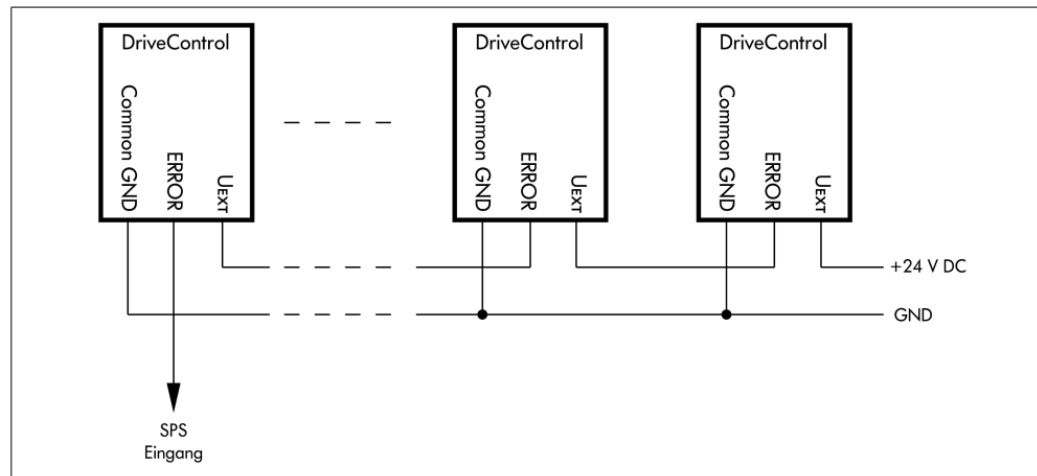 DriveControl
Common GND
ERROR
UEXT
DriveControl
Common GND
ERROR
UEXT
DriveControl
Common GND
ERROR
UEXT
+24 V DC
GND
SPS
Eingang